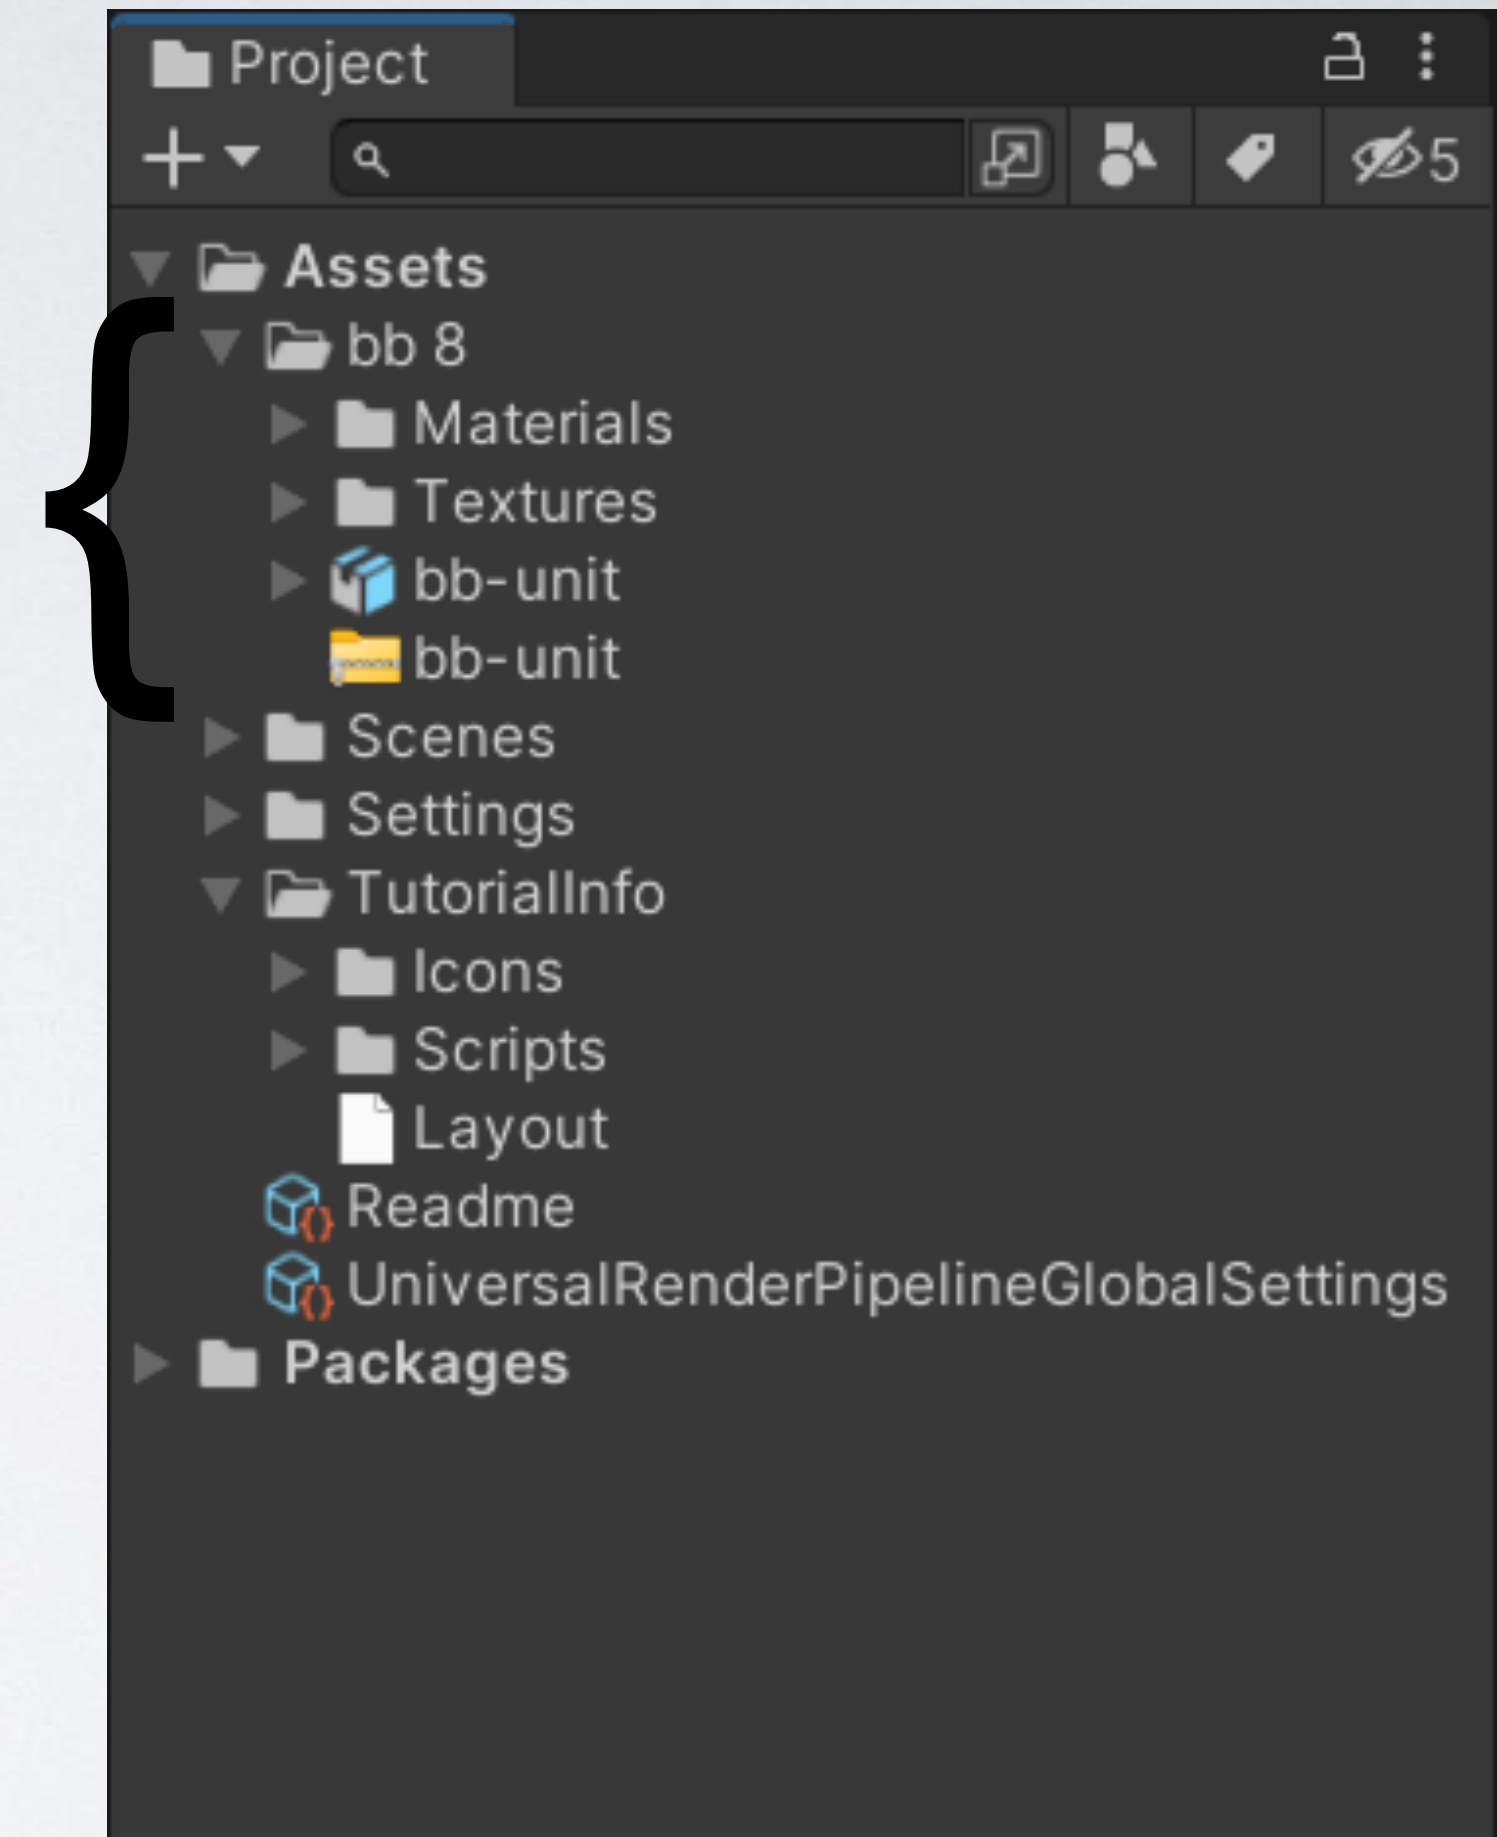 Project
5
Assets
bb 8
Materials
Textures
bb-unit
bb-unit
Scenes
Settings
TutorialInfo
Icons
Scripts
Layout
Readme
UniversalRenderPipelineGlobalSettings
Packages